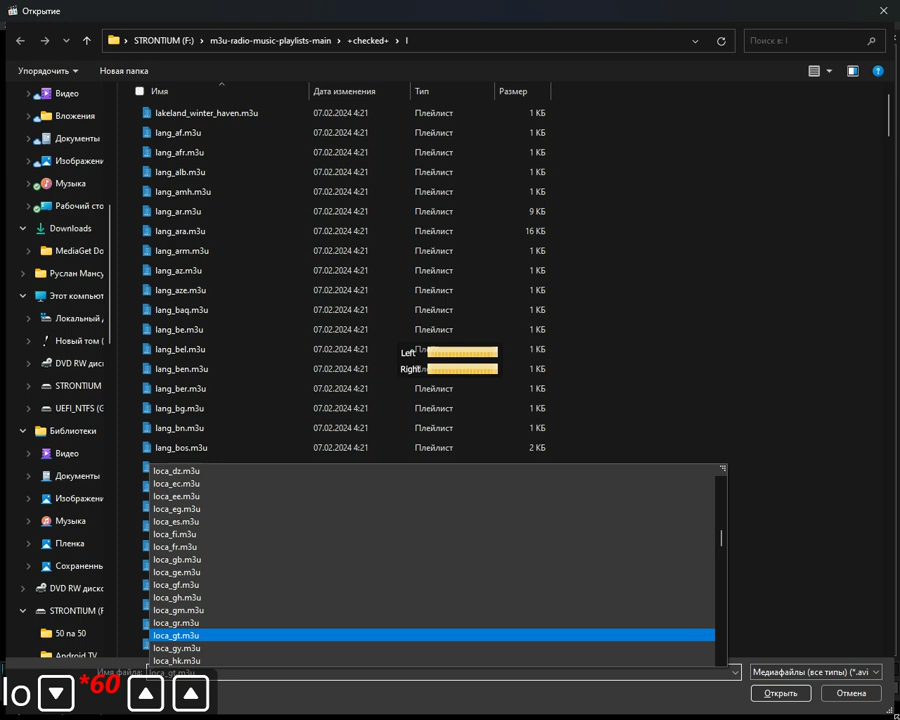 Открытие
STRONTIUM (F:) › m3u-radio-music-playlists-main › +checked+ › l
Поиск в: l
Упорядочить
Новая папка
Имя Дата изменения Тип Размер
Видео
Вложения
Документы
Изображени
Музыка
Рабочий сто
Downloads
MediaGet Do
Руслан Мансу
Этот компьют
Локальный
Новый том (
DVD RW диск
STRONTIUM
UEFI_NTFS (G
Библиотеки
Видео
Документы
Изображени
Музыка
Пленка
Сохраненнь
DVD RW диско
STRONTIUM (F
50 na 50
Android TV
lakeland_winter_haven.m3u 07.02.2024 4:21 Плейлист 1 КБ
lang_af.m3u 07.02.2024 4:21 Плейлист 1 КБ
lang_afr.m3u 07.02.2024 4:21 Плейлист 1 КБ
lang_alb.m3u 07.02.2024 4:21 Плейлист 1 КБ
lang_amh.m3u 07.02.2024 4:21 Плейлист 1 КБ
lang_ar.m3u 07.02.2024 4:21 Плейлист 9 КБ
lang_ara.m3u 07.02.2024 4:21 Плейлист 16 КБ
lang_arm.m3u 07.02.2024 4:21 Плейлист 1 КБ
lang_az.m3u 07.02.2024 4:21 Плейлист 1 КБ
lang_aze.m3u 07.02.2024 4:21 Плейлист 1 КБ
lang_baq.m3u 07.02.2024 4:21 Плейлист 1 КБ
lang_be.m3u 07.02.2024 4:21 Плейлист 1 КБ
lang_bel.m3u 07.02.2024 4:21 Пле 1 КБ
lang_ben.m3u 07.02.2024 4:21 1 КБ
lang_ber.m3u 07.02.2024 4:21 Плейлист 1 КБ
lang_bg.m3u 07.02.2024 4:21 Плейлист 1 КБ
lang_bn.m3u 07.02.2024 4:21 Плейлист 1 КБ
lang_bos.m3u 07.02.2024 4:21 Плейлист 2 КБ
Left
Right
loca_dz.m3u
loca_ec.m3u
loca_ee.m3u
loca_eg.m3u
loca_es.m3u
loca_fi.m3u
loca_fr.m3u
loca_gb.m3u
loca_ge.m3u
loca_gf.m3u
loca_gh.m3u
loca_gm.m3u
loca_gr.m3u
loca_gt.m3u
loca_gy.m3u
loca_hk.m3u
Имя файла: loca_gt.m3u
Медиафайлы (все типы) (*.avi
Открыть
Отмена
lo ▼ *60 ▲ ▲